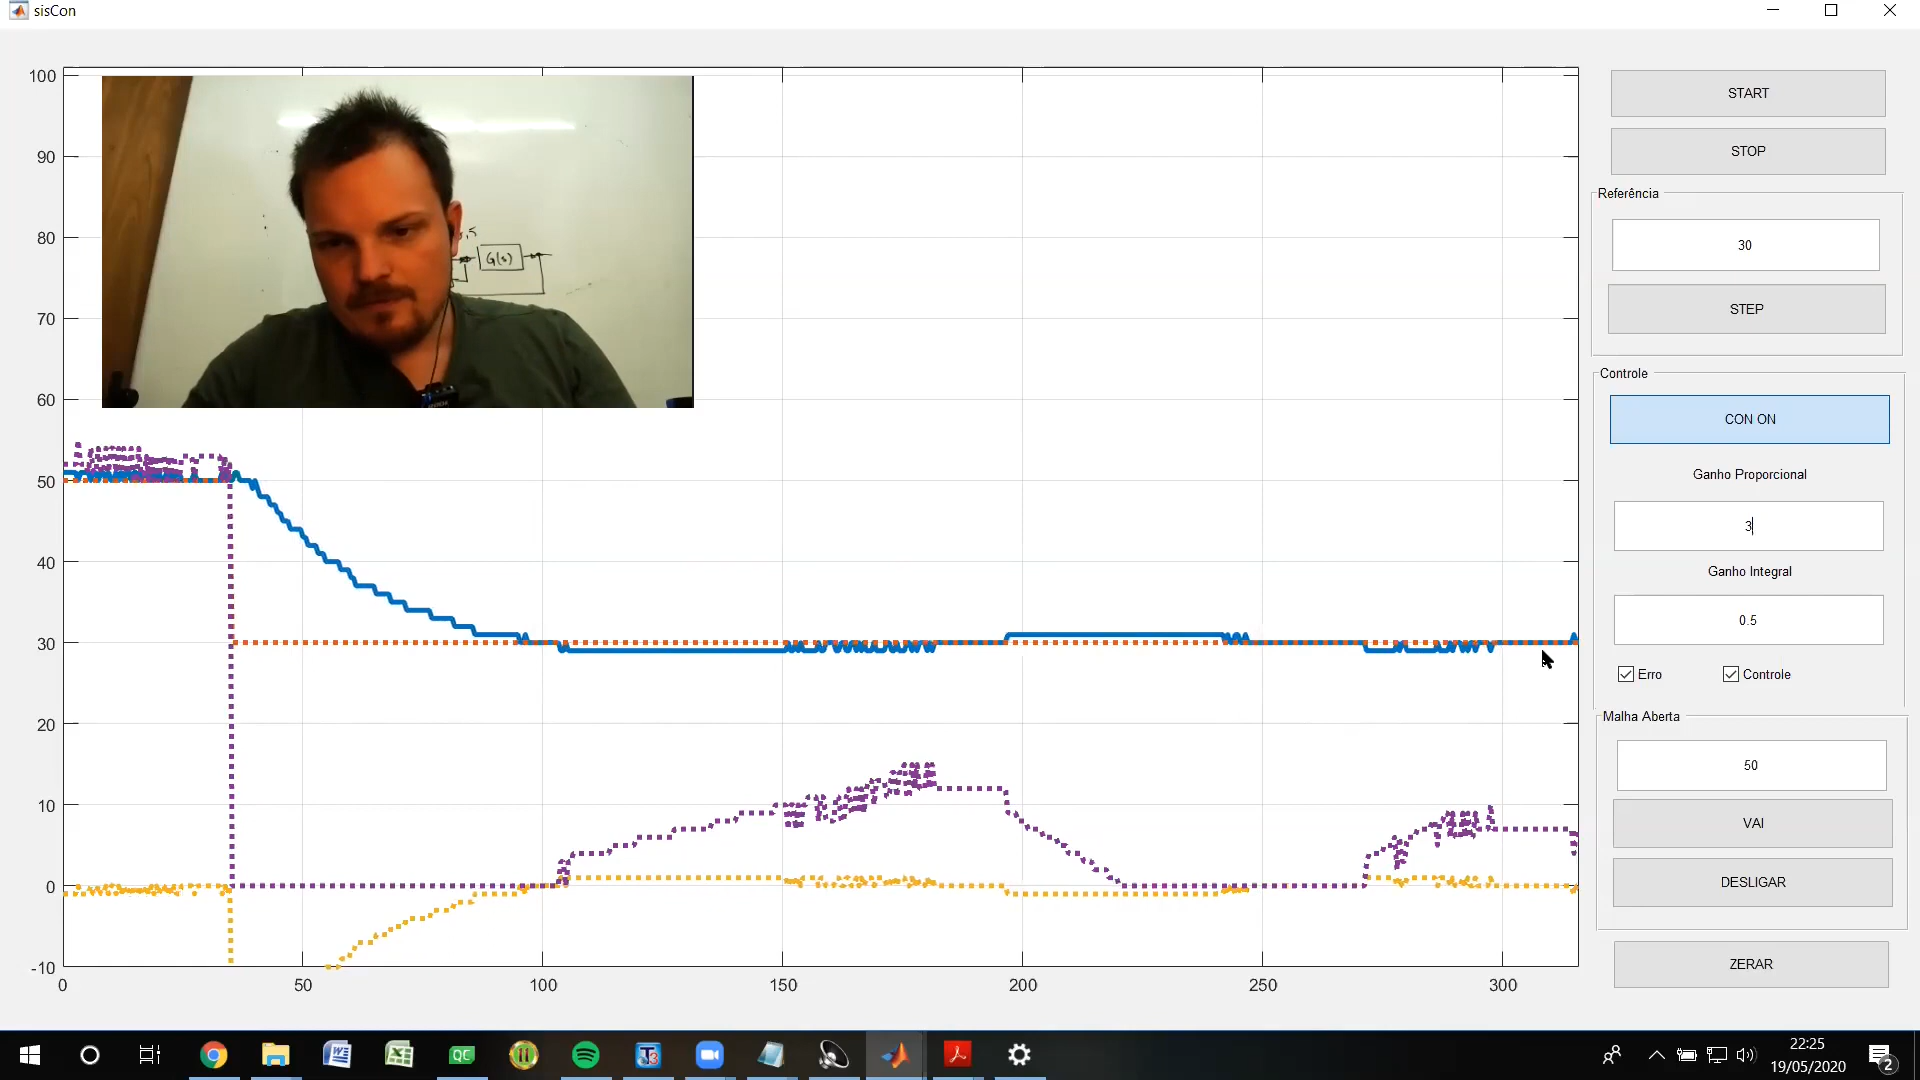 sisCon
100
90
80
70
60
50
40
30
20
10
0
-10
0
50
100
150
200
250
300
G(s)
START
STOP
Referência
30
STEP
Controle
CON ON
Ganho Proporcional
3
Ganho Integral
0.5
Erro
Controle
Malha Aberta
50
VAI
DESLIGAR
ZERAR
QC
22:25
19/05/2020
2